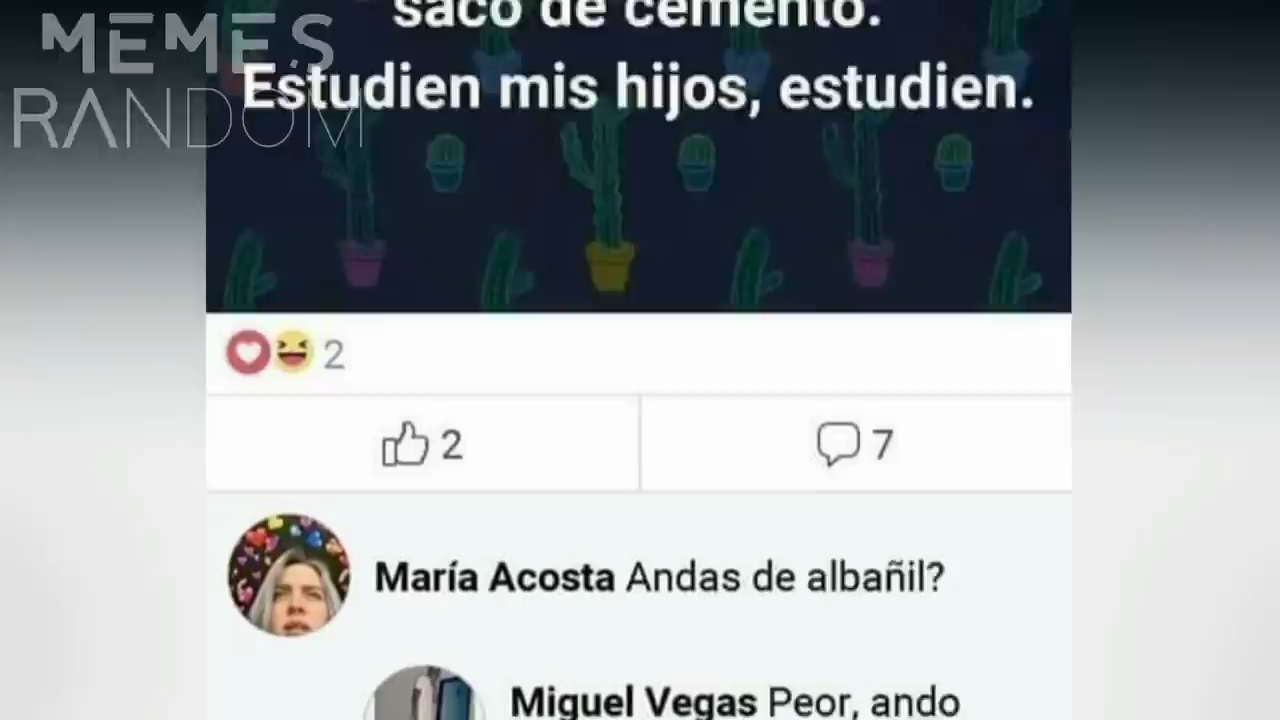 MEMES
RANDOM
saco de cemento.
Estudien mis hijos, estudien.
2
2
7
María Acosta Andas de albañil?
Miguel Vegas Peor, ando